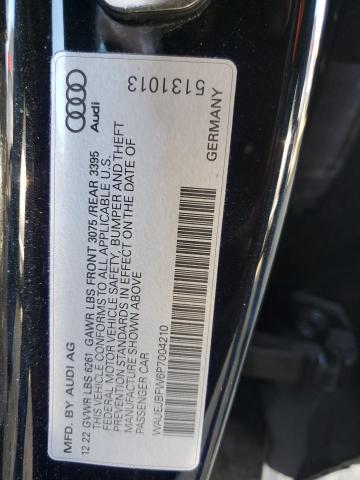 Audi
5131013
MFD. BY AUDI AG
GERMANY
12 22 GVWR LBS 6261 GAWR LBS FRONT 3075 /REAR 3395
THIS VEHICLE CONFORMS TO ALL APPLICABLE U.S.
FEDERAL MOTOR VEHICLE SAFETY, BUMPER AND THEFT
PREVENTION STANDARDS IN EFFECT ON THE DATE OF
MANUFACTURE SHOWN ABOVE
PASSENGER CAR
WAUEJBFW6P7004210